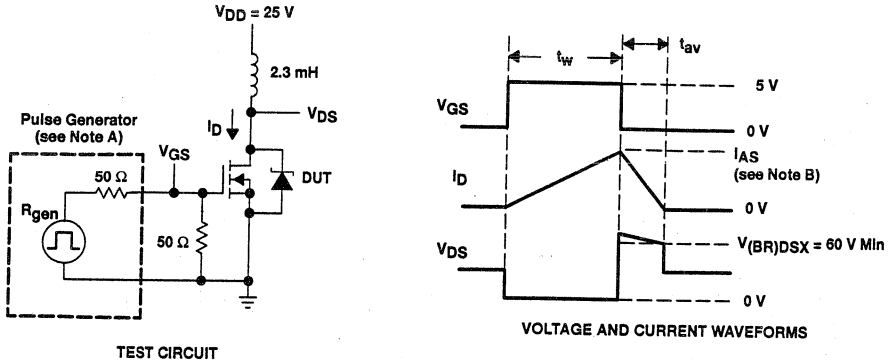 VDD = 25 V
2.3 mH
VDS
ID
Pulse Generator
(see Note A)
VGS
50 Ω
DUT
Rgen
50 Ω
TEST CIRCUIT
tw
tav
5 V
VGS
0 V
IAS
(see Note B)
ID
0 V
V(BR)DSX = 60 V Min
VDS
0 V
VOLTAGE AND CURRENT WAVEFORMS